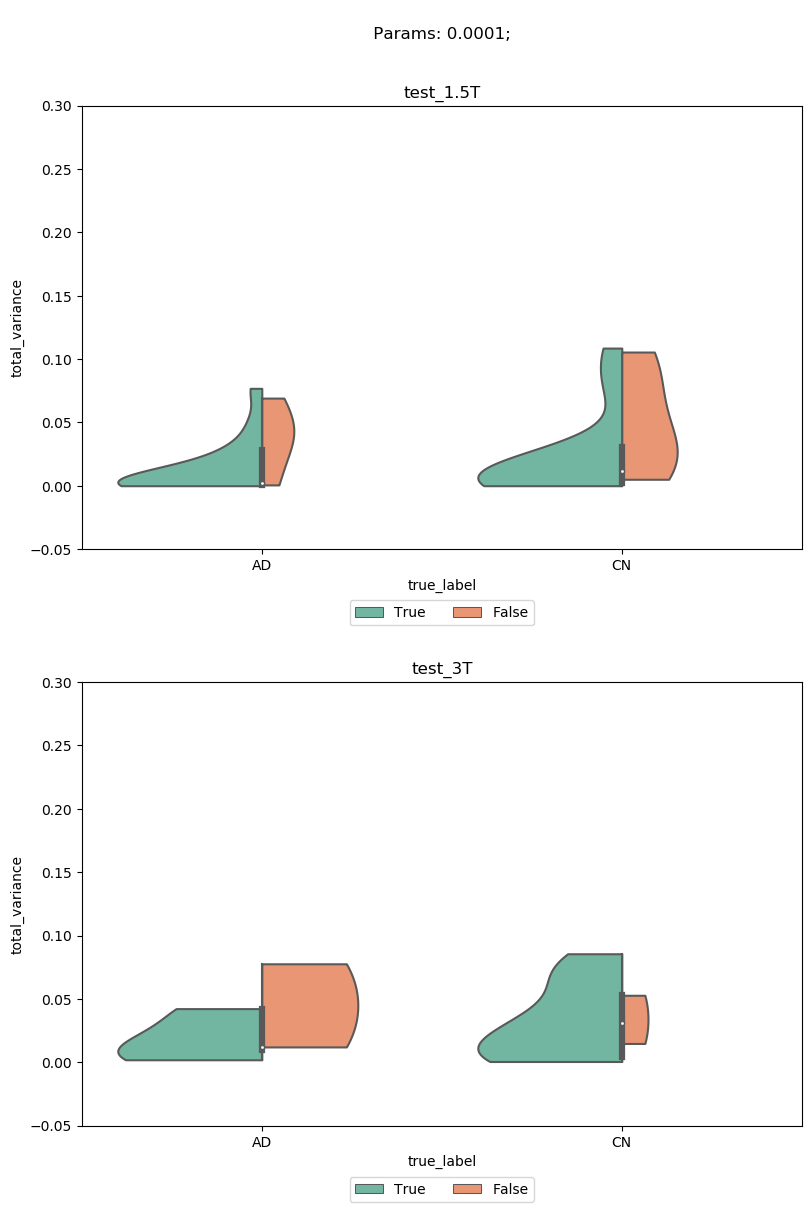 Params: 0.0001;
test_1.5T
0.30
0.25
0.20
0.15
0.10
0.05
0.00
−0.05
total_variance
AD CN
true_label
True False
test_3T
0.30
0.25
0.20
0.15
0.10
0.05
0.00
−0.05
total_variance
AD CN
true_label
True False